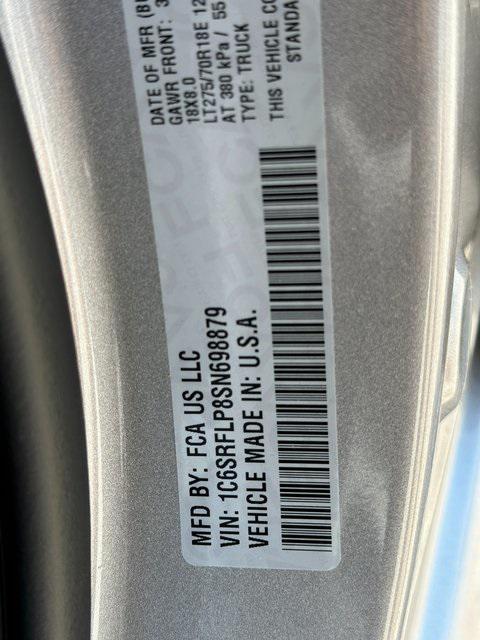 MFD BY: FCA US LLC
VIN: 1C6SRFLP8SN698879
VEHICLE MADE IN: U.S.A.
DATE OF MFR
GAWR FRONT:
18X8.0
LT275/70R18E
AT 380 kPa / 55
TYPE: TRUCK
THIS VEHICLE
STANDA